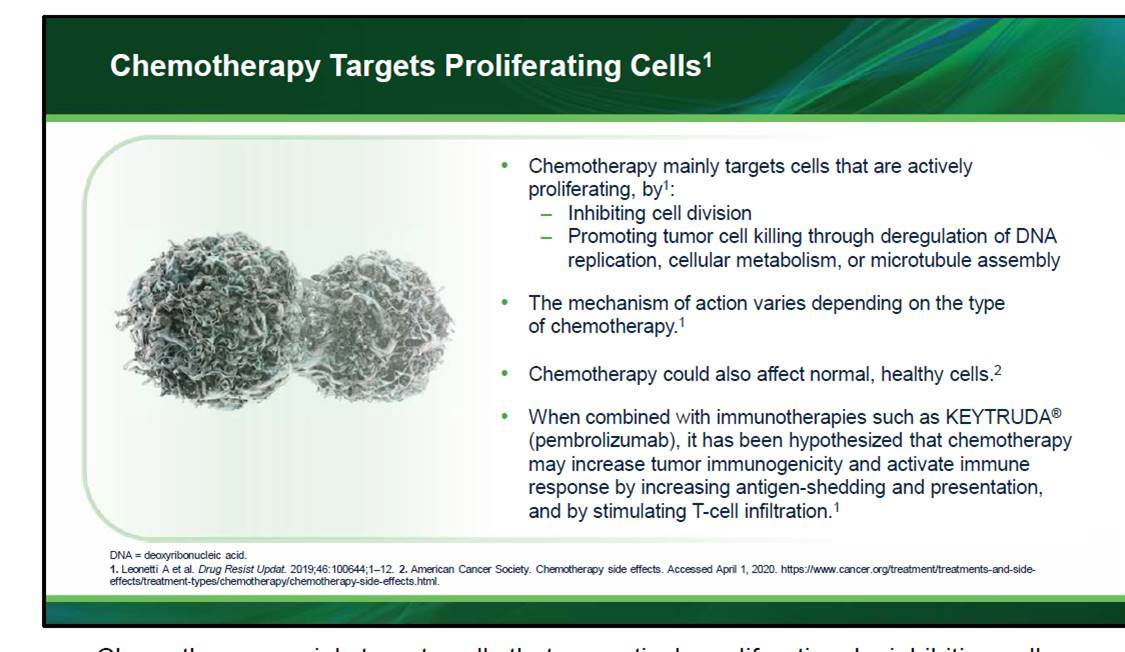 Chemotherapy Targets Proliferating Cells¹
• Chemotherapy mainly targets cells that are actively
proliferating, by¹:
– Inhibiting cell division
– Promoting tumor cell killing through deregulation of DNA
replication, cellular metabolism, or microtubule assembly
• The mechanism of action varies depending on the type
of chemotherapy.¹
• Chemotherapy could also affect normal, healthy cells.²
• When combined with immunotherapies such as KEYTRUDA®
(pembrolizumab), it has been hypothesized that chemotherapy
may increase tumor immunogenicity and activate immune
response by increasing antigen-shedding and presentation,
and by stimulating T-cell infiltration.¹
DNA = deoxyribonucleic acid.
1. Leonetti A et al. Drug Resist Updat. 2019;46:100644;1–12. 2. American Cancer Society. Chemotherapy side effects. Accessed April 1, 2020. https://www.cancer.org/treatment/treatments-and-side-
effects/treatment-types/chemotherapy/chemotherapy-side-effects.html.